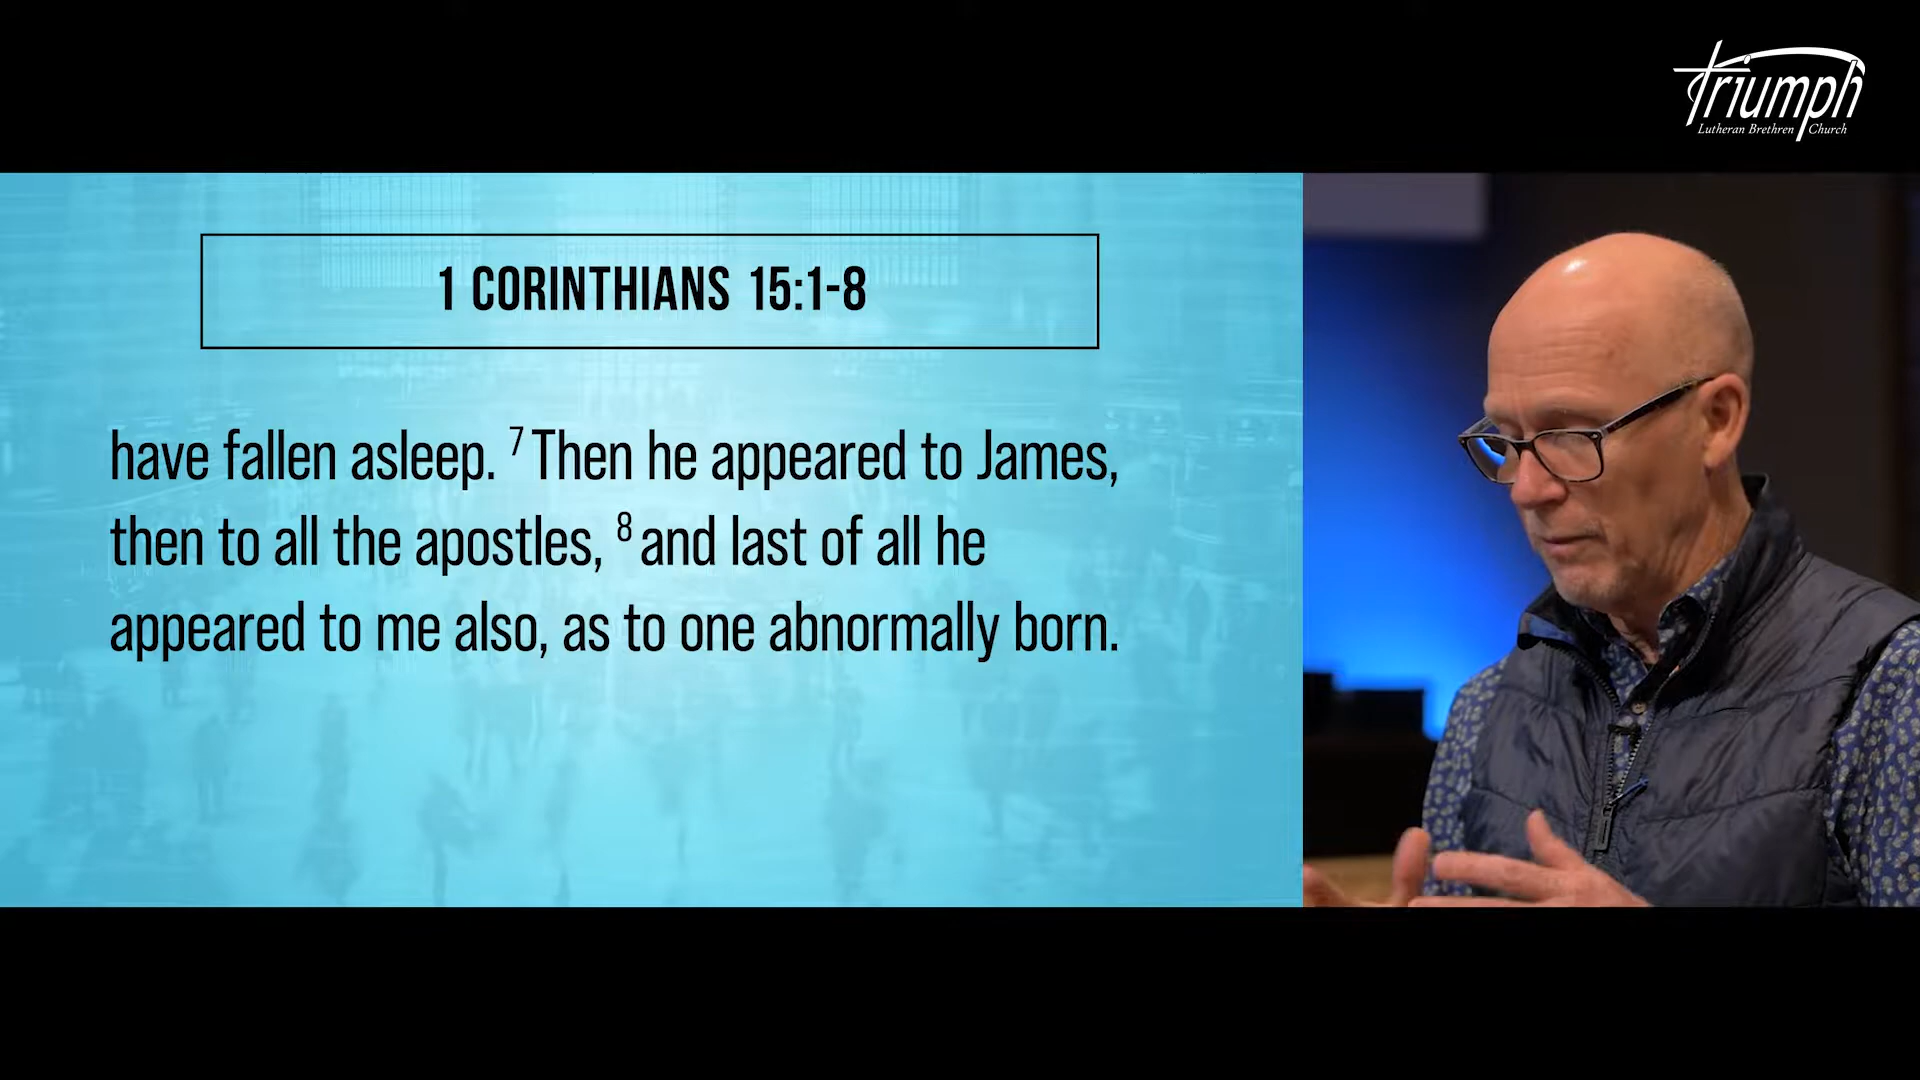 Triumph
Lutheran Brethren Church
1 CORINTHIANS 15:1-8
have fallen asleep. 7 Then he appeared to James,
then to all the apostles, 8 and last of all he
appeared to me also, as to one abnormally born.